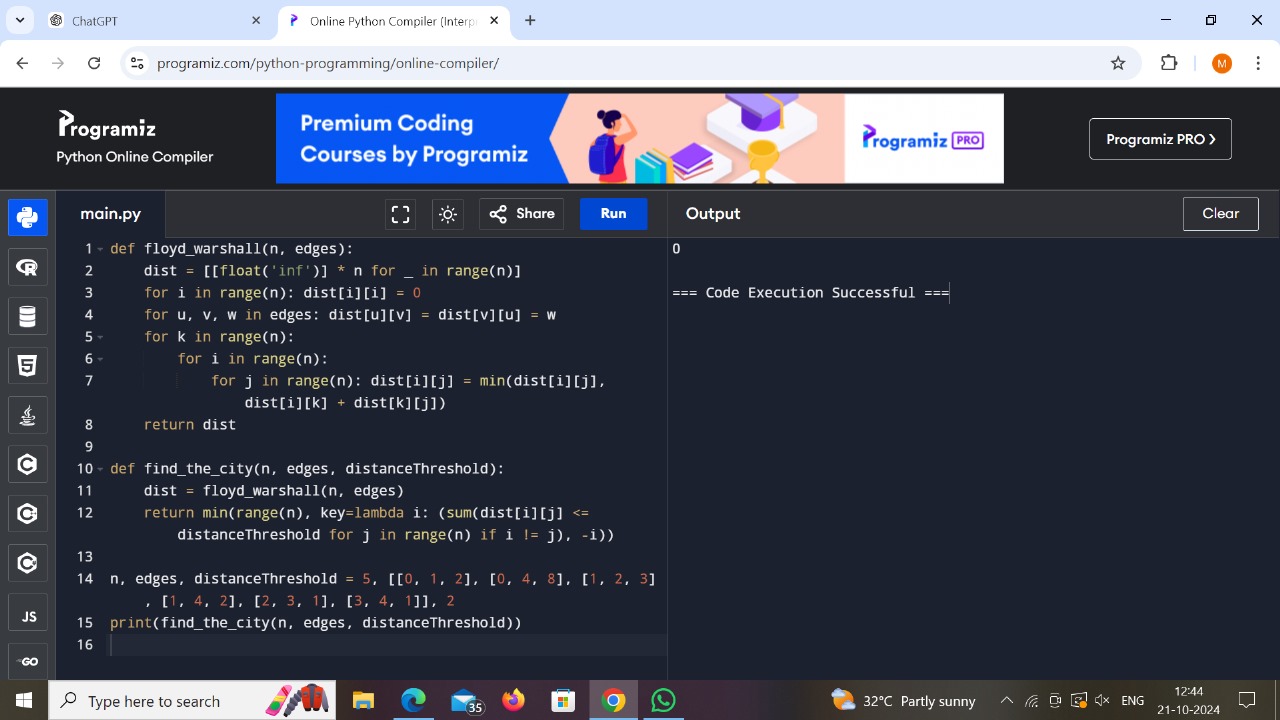 ChatGPT
Online Python Compiler (Interp
programiz.com/python-programming/online-compiler/
M
Programiz
Python Online Compiler
Premium Coding
Courses by Programiz
Programiz PRO
Programiz PRO
main.py
Share
Run
Output
Clear
1 def floyd_warshall(n, edges):
2 dist = [[float('inf')] * n for _ in range(n)]
3 for i in range(n): dist[i][i] = 0
4 for u, v, w in edges: dist[u][v] = dist[v][u] = w
5 for k in range(n):
6 for i in range(n):
7 for j in range(n): dist[i][j] = min(dist[i][j],
dist[i][k] + dist[k][j])
8 return dist
9
10 def find_the_city(n, edges, distanceThreshold):
11 dist = floyd_warshall(n, edges)
12 return min(range(n), key=lambda i: (sum(dist[i][j] <=
distanceThreshold for j in range(n) if i != j), -i))
13
14 n, edges, distanceThreshold = 5, [[0, 1, 2], [0, 4, 8], [1, 2, 3]
, [1, 4, 2], [2, 3, 1], [3, 4, 1]], 2
15 print(find_the_city(n, edges, distanceThreshold))
16
0
=== Code Execution Successful ===
JS
GO
Type here to search
35
32°C Partly sunny
ENG
12:44
21-10-2024